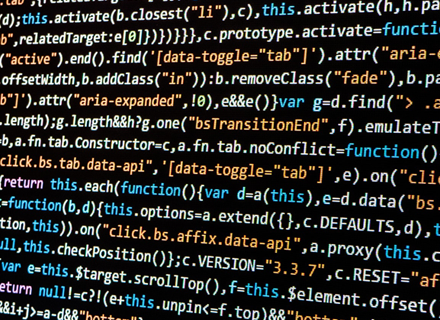 (d);this.activate(b.closest("li"),c),this.activate(h,h.pa
b",relatedTarget:e[0]})})}}},c.prototype.activate=functi
("active").end().find('[data-toggle="tab"]').attr("aria-e
.offsetWidth,b.addClass("in")):b.removeClass("fade"),b.pa
b"]').attr("aria-expanded",!0),e&&e()}var g=d.find("> .a
.length);g.length&&h?g.one("bsTransitionEnd",f).emulateT
=b,a.fn.tab.Constructor=c,a.fn.tab.noConflict=function()
click.bs.tab.data-api",'[data-toggle="tab"]',e).on("clic
{return this.each(function(){var d=a(this),e=d.data("bs.
=function(b,d){this.options=a.extend({},c.DEFAULTS,d),t
tion,this)).on("click.bs.affix.data-api",a.proxy(this.c
ull,this.checkPosition()};c.VERSION="3.3.7",c.RESET="af
{var e=this.$target.scrollTop(),f=this.$element.offset(
eturn null!=c?!(e+this.unpin<=f.top)&&"bottom"
&&i+j>=a-d&&"bottom"